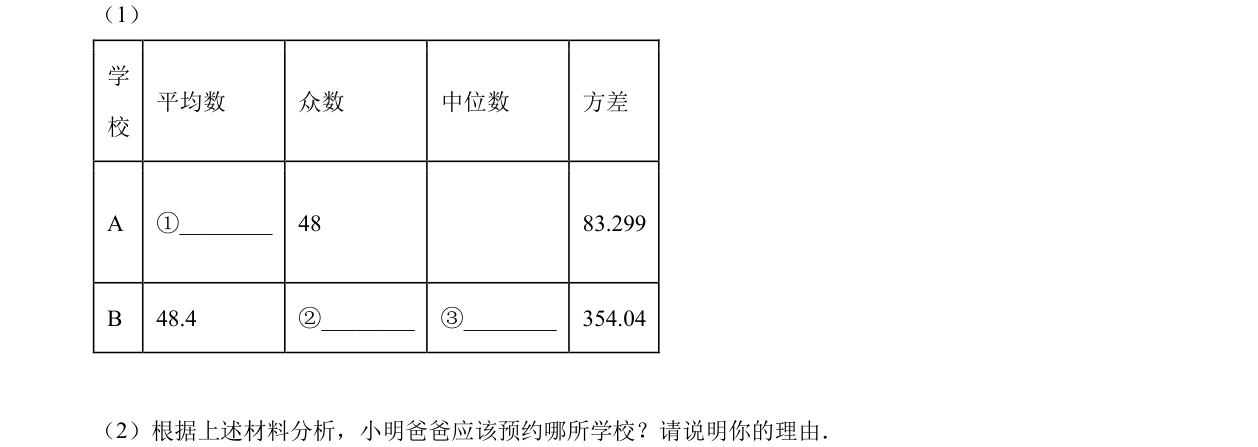 （1）
学校 平均数 众数 中位数 方差
A ①________ 48 83.299
B 48.4 ②________ ③________ 354.04
（2）根据上述材料分析，小明爸爸应该预约哪所学校？请说明你的理由．